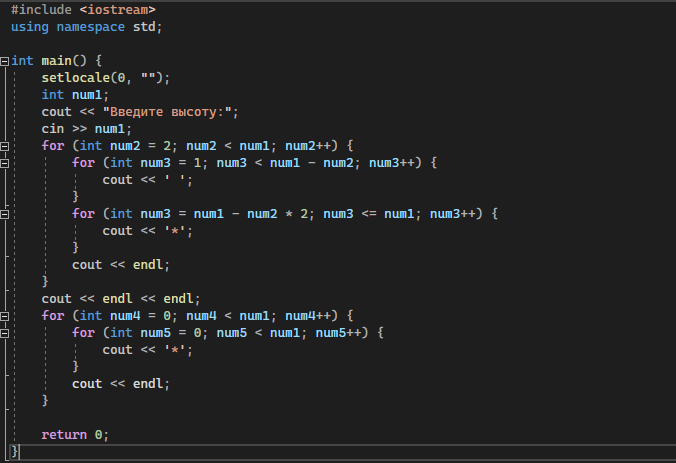 #include <iostream>
using namespace std;

int main() {
    setlocale(0, "");
    int num1;
    cout << "Введите высоту:";
    cin >> num1;
    for (int num2 = 2; num2 < num1; num2++) {
        for (int num3 = 1; num3 < num1 - num2; num3++) {
            cout << ' ';
        }
        for (int num3 = num1 - num2 * 2; num3 <= num1; num3++) {
            cout << '*';
        }
        cout << endl;
    }
    cout << endl << endl;
    for (int num4 = 0; num4 < num1; num4++) {
        for (int num5 = 0; num5 < num1; num5++) {
            cout << '*';
        }
        cout << endl;
    }

    return 0;
}